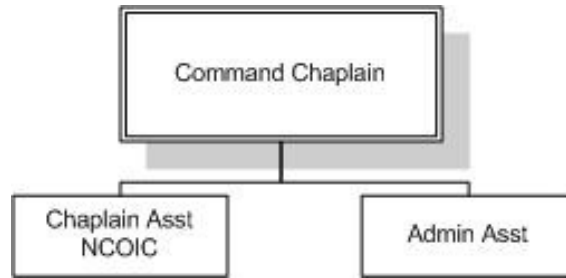 Command Chaplain
Chaplain Asst
NCOIC
Admin Asst